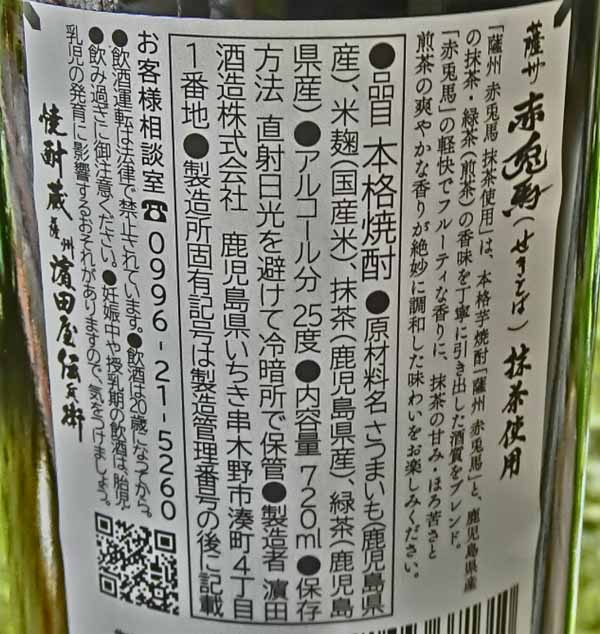 薩州 赤兎馬(せきとば) 抹茶使用
「薩州 赤兎馬 抹茶使用」は、本格芋焼酎「薩州 赤兎馬」と、鹿児島県産
の抹茶・緑茶(煎茶)の香味を丁寧に引き出した酒質をブレンド。
「赤兎馬」の軽快でフルーティな香りに、抹茶の甘み・ほろ苦さと
煎茶の爽やかな香りが絶妙に調和した味わいをお楽しみください。
●品目 本格焼酎 ●原材料名 さつまいも(鹿児島県
産)、米麹(国産米)、抹茶(鹿児島県産)、緑茶(鹿児島
県産) ●アルコール分 25度 ●内容量 720ml ●保存
方法 直射日光を避けて冷暗所で保管 ●製造者 濵田
酒造株式会社 鹿児島県いちき串木野市湊町4丁目
1番地 ●製造所固有記号は製造管理番号の後に記載
お客様相談室☎0996-21-5260
●飲酒運転は法律で禁止されています。●飲酒は20歳になってから。
●飲み過ぎに御注意ください。●妊娠中や授乳期の飲酒は、胎児・
乳児の発育に影響するおそれがありますので、気をつけましょう。
焼酎蔵 薩州 濵田屋伝兵衛